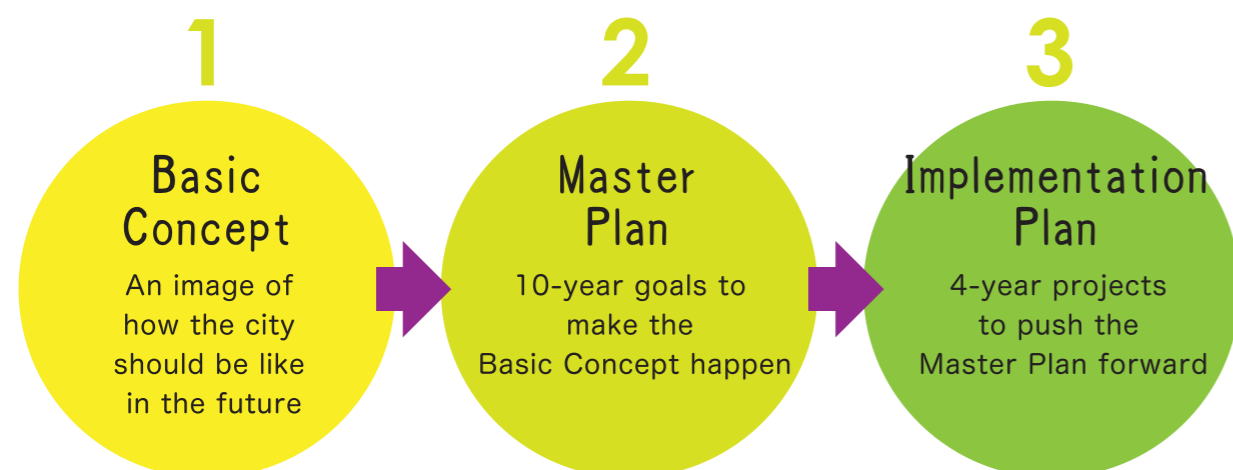 1
Basic
Concept
An image of
how the city
should be like
in the future
2
Master
Plan
10-year goals to
make the
Basic Concept happen
3
Implementation
Plan
4-year projects
to push the
Master Plan forward